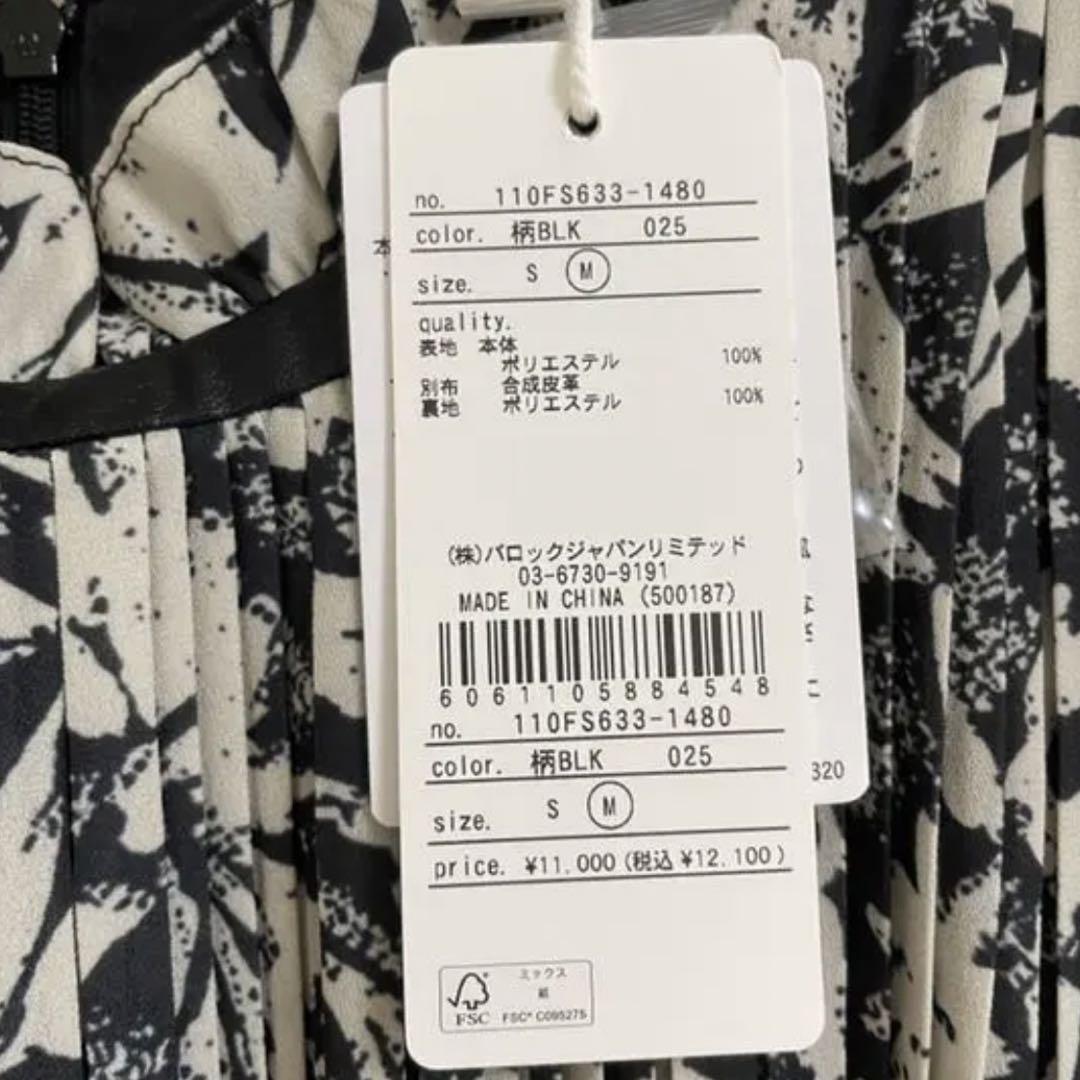 no. 110FS633-1480
color. 柄BLK 025
size. S M
quality.
表地 本体
ポリエステル 100%
別布 合成皮革
裏地 ポリエステル 100%
(株)バロックジャパンリミテッド
03-6730-9191
MADE IN CHINA (500187)
6061105884548
no. 110FS633-1480
color. 柄BLK 025
size. S M
price. ¥11,000 (税込 ¥12,100)
ミックス
紙
FSC FSC® C095275
本
に
320